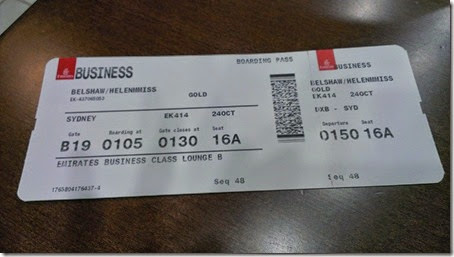 BUSINESS
BOARDING PASS
BELSHAW/HELENMISS
GOLD
SYDNEY EK414 24OCT
Gate Boarding at Gate closes at Seat
B19 0105 0130 16A
EMIRATES BUSINESS CLASS LOUNGE B
Seq 48
BUSINESS
BELSHAW/HELENMISS
GOLD
EK414 24OCT
DXB - SYD
Departure Seat
0150 16A
Seq 48